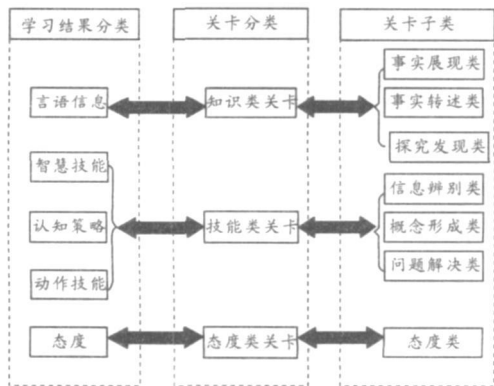 学习结果分类
关卡分类
关卡子类
言语信息
知识类关卡
事实展现类
事实转述类
探究发现类
智慧技能
认知策略
动作技能
技能类关卡
信息辨别类
概念形成类
问题解决类
态度
态度类关卡
态度类